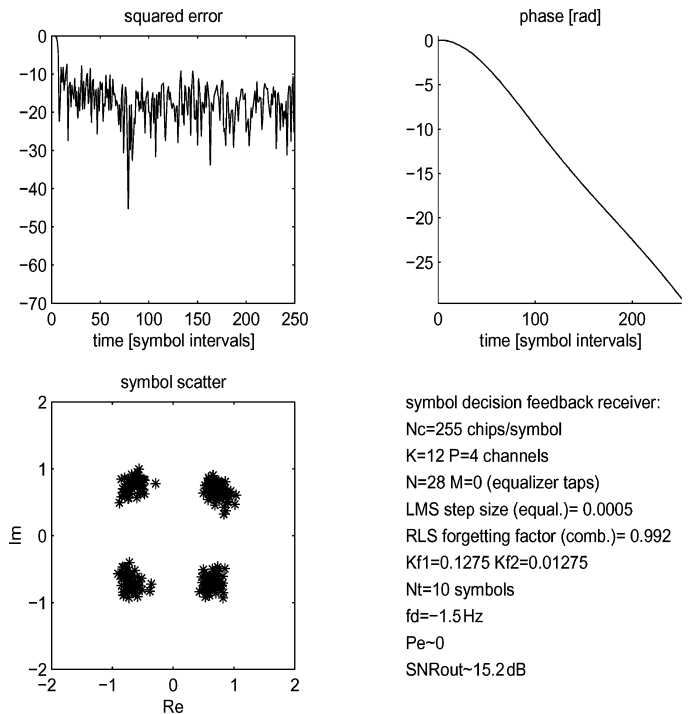 squared error
0
−10
−20
−30
−40
−50
−60
−70
0 50 100 150 200 250
time [symbol intervals]
phase [rad]
0
−5
−10
−15
−20
−25
0 100 200
time [symbol intervals]
symbol scatter
2
1
0
−1
−2
Im
−2 −1 0 1 2
Re
symbol decision feedback receiver:
Nc=255 chips/symbol
K=12 P=4 channels
N=28 M=0 (equalizer taps)
LMS step size (equal.)= 0.0005
RLS forgetting factor (comb.)= 0.992
Kf1=0.1275 Kf2=0.01275
Nt=10 symbols
fd=−1.5Hz
Pe~0
SNRout~15.2dB